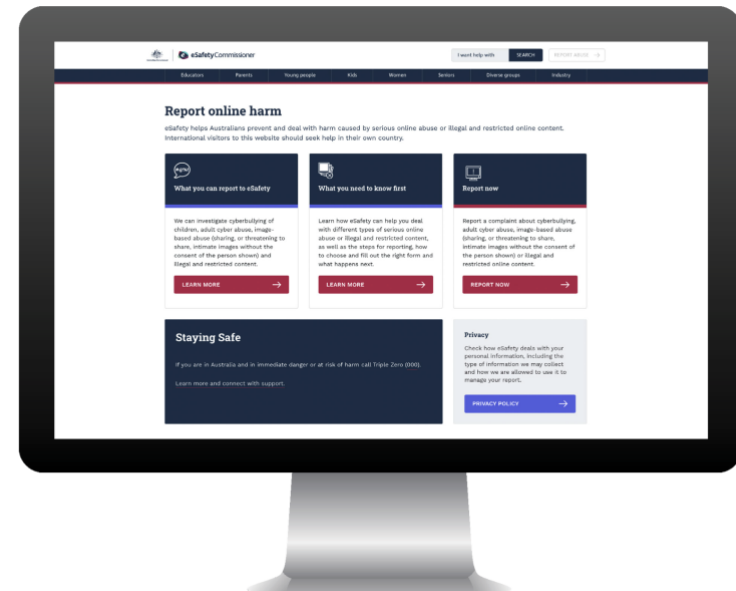 eSafetyCommissioner
I want help with
SEARCH
REPORT ABUSE
Educators
Parents
Young people
Kids
Women
Seniors
Diverse groups
Industry
Report online harm
eSafety helps Australians prevent and deal with harm caused by serious online abuse or illegal and restricted online content.
International visitors to this website should seek help in their own country.
What you can report to eSafety
We can investigate cyberbullying of
children, adult cyber abuse, image-
based abuse (sharing, or threatening to
share, intimate images without the
consent of the person shown) and
illegal and restricted content.
LEARN MORE
What you need to know first
Learn how eSafety can help you deal
with different types of serious online
abuse or illegal and restricted content,
as well as the steps for reporting, how
to choose and fill out the right form and
what happens next.
LEARN MORE
Report now
Report a complaint about cyberbullying,
adult cyber abuse, image-based abuse
(sharing, or threatening to share,
intimate images without the consent of
the person shown) or illegal and
restricted online content.
REPORT NOW
Staying Safe
If you are in Australia and in immediate danger or at risk of harm call Triple Zero (000).
Learn more and connect with support.
Privacy
Check how eSafety deals with your
personal information, including the
type of information we may collect
and how we are allowed to use it to
manage your report.
PRIVACY POLICY